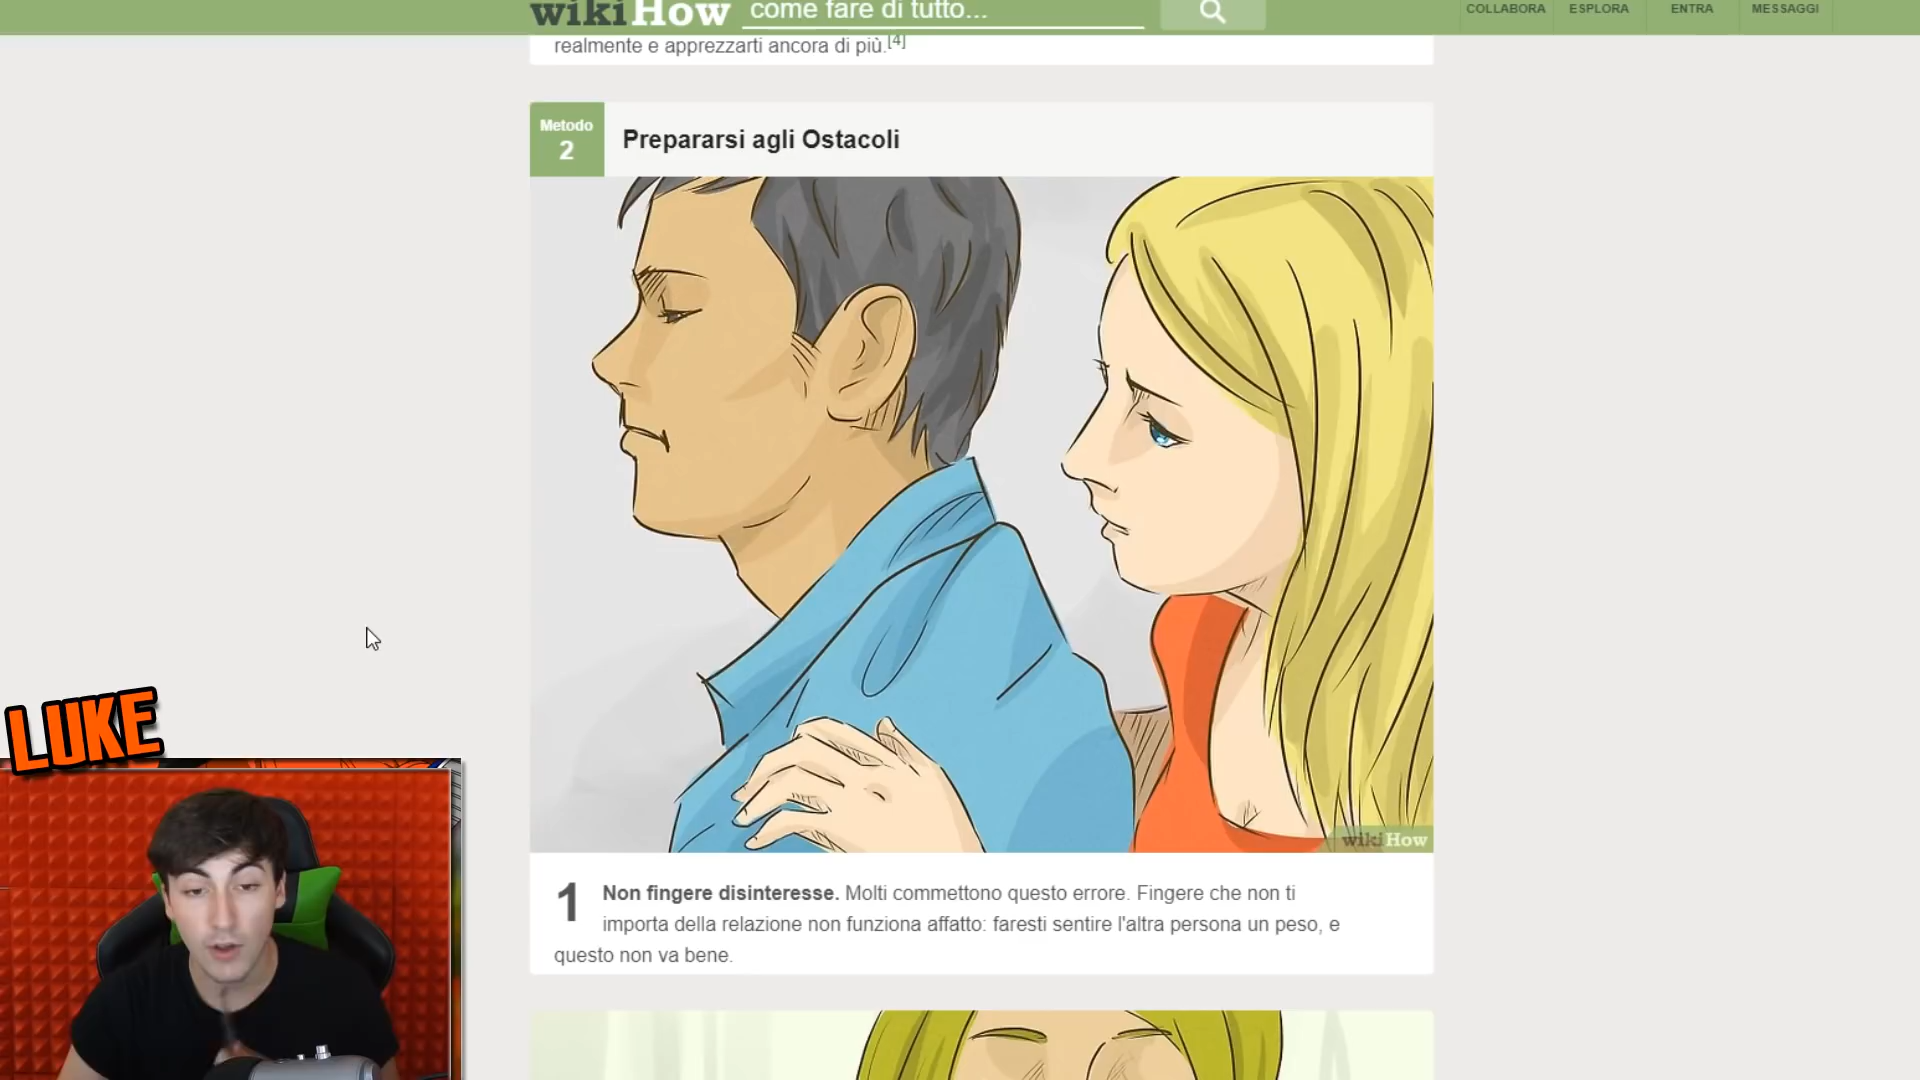 wikiHow come fare di tutto...
COLLABORA ESPLORA ENTRA MESSAGGI
realmente e apprezzarti ancora di più.[4]
Metodo
2
Prepararsi agli Ostacoli
wikiHow
1 Non fingere disinteresse. Molti commettono questo errore. Fingere che non ti
importa della relazione non funziona affatto: faresti sentire l'altra persona un peso, e
questo non va bene.
LUKE